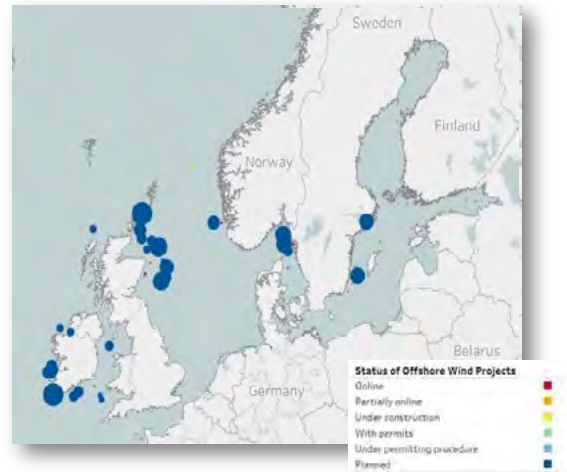 Sweden
Finland
Norway
Belarus
Germany
Status of Offshore Wind Projects
Online
Partially online
Under construction
With permits
Under permitting procedure
Planned